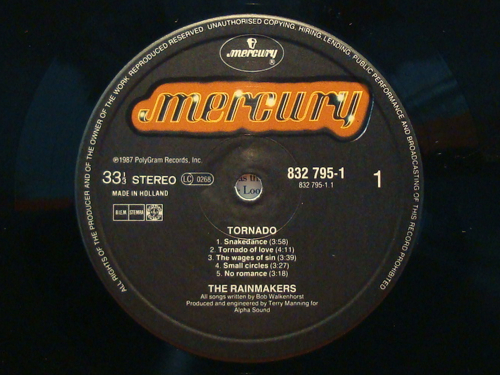 ALL RIGHTS OF THE PRODUCER AND OF THE OWNER OF THE WORK REPRODUCED RESERVED UNAUTHORISED COPYING, HIRING, LENDING, PUBLIC PERFORMANCE AND BROADCASTING OF THIS RECORD PROHIBITED
mercury
®
mercury
℗1987 PolyGram Records, Inc.
33⅓ STEREO LC 0268
MADE IN HOLLAND
B.I.E.M. STEMRA
832 795-1
832 795-1.1
1
TORNADO
1. Snakedance (3:58)
2. Tornado of love (4:11)
3. The wages of sin (3:39)
4. Small circles (3:27)
5. No romance (3:18)
THE RAINMAKERS
All songs written by Bob Walkenhorst
Produced and engineered by Terry Manning for
Alpha Sound